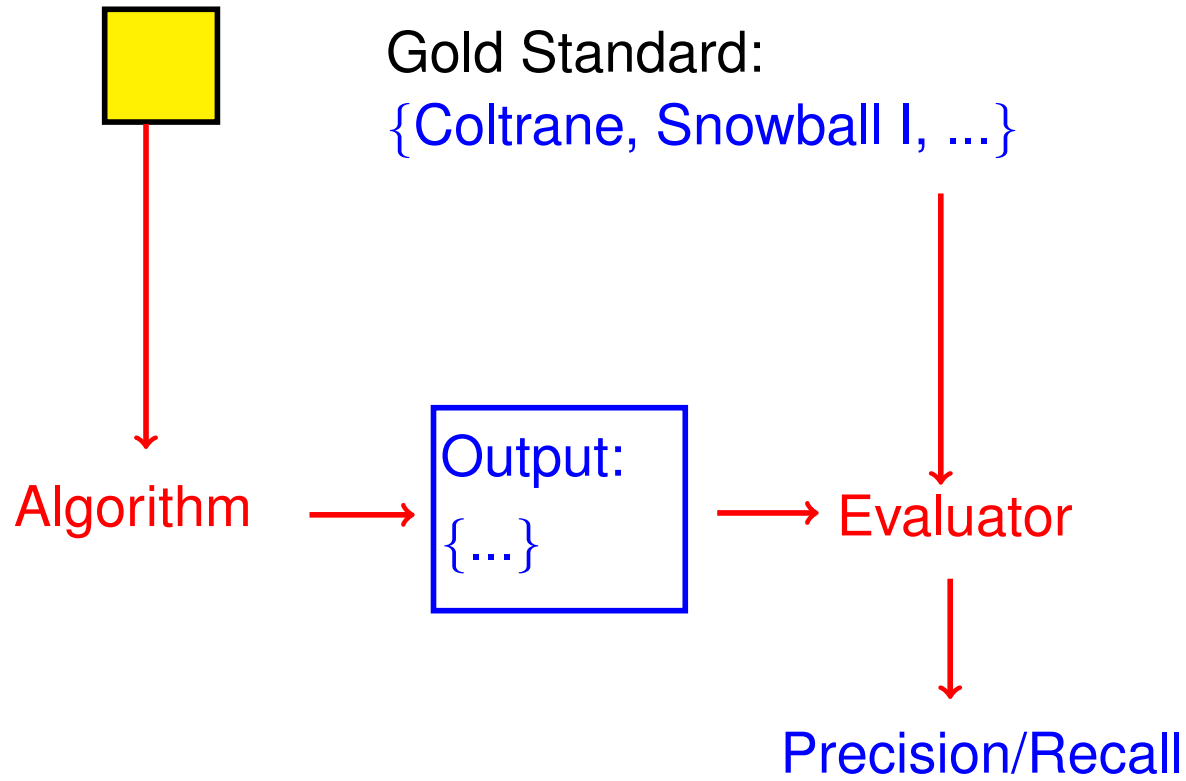 Gold Standard:
{Coltrane, Snowball I, ...}
Algorithm
Output:
{...}
Evaluator
Precision/Recall